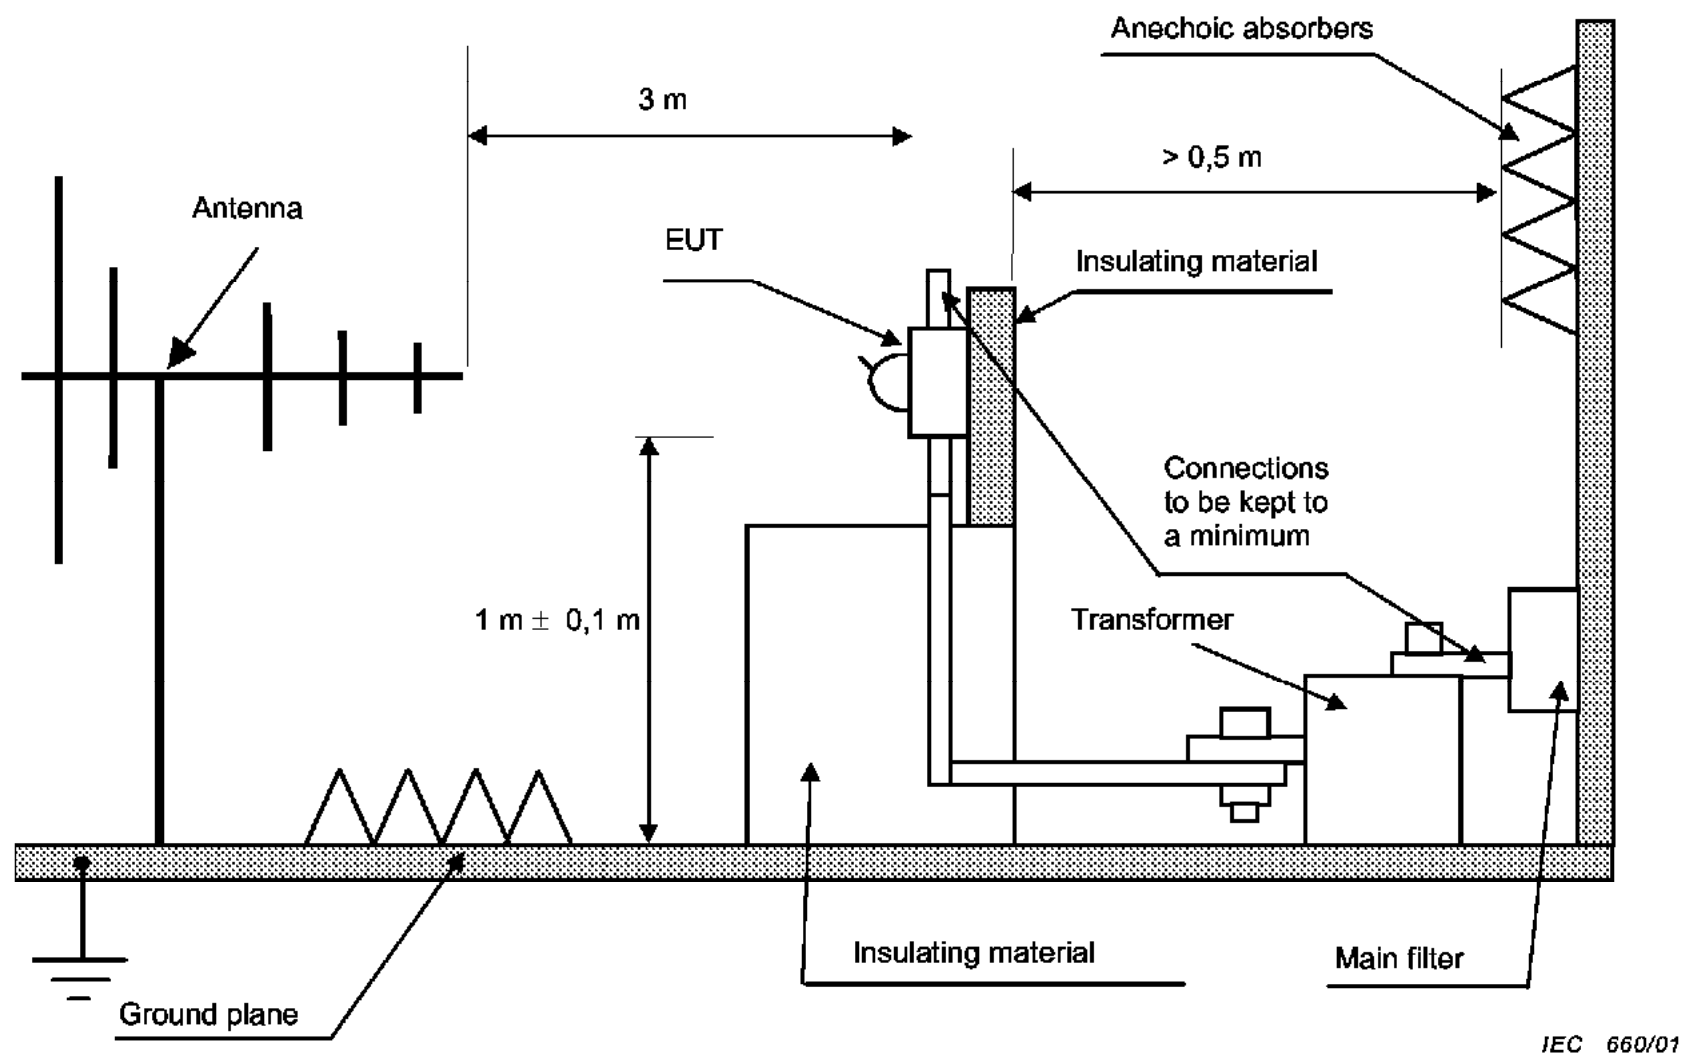 Anechoic absorbers
3 m
> 0,5 m
Antenna
EUT
Insulating material
Connections
to be kept to
a minimum
1 m ± 0,1 m
Transformer
Insulating material
Main filter
Ground plane
IEC 660/01